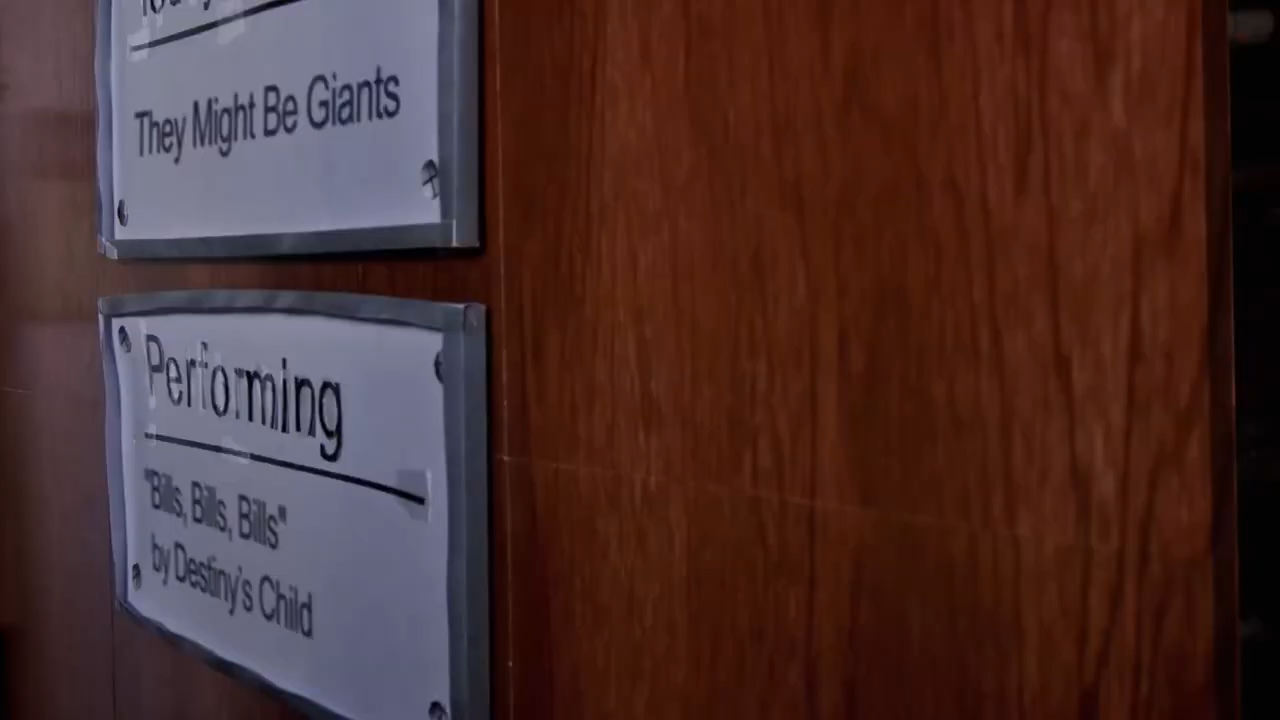 They Might Be Giants
Performing
"Bills, Bills, Bills"
by Destiny's Child